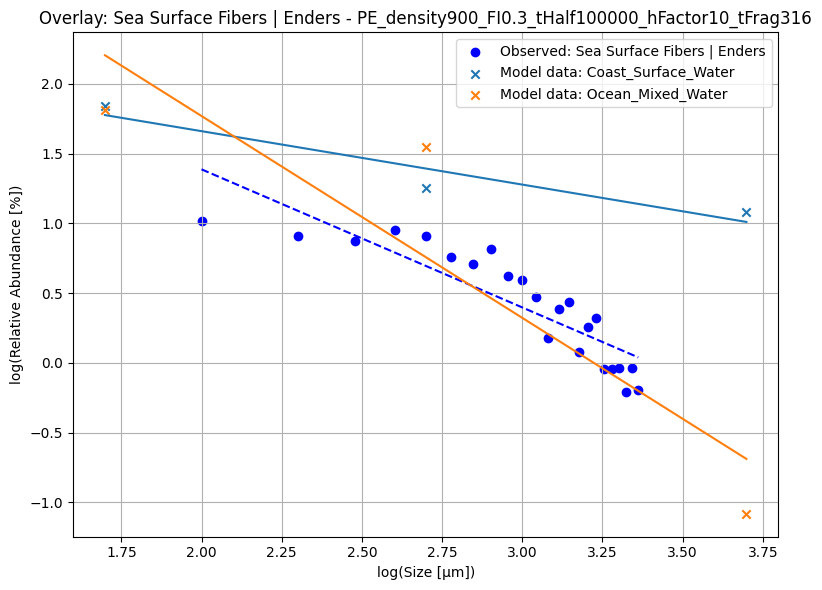 Overlay: Sea Surface Fibers | Enders - PE_density900_FI0.3_tHalf100000_hFactor10_tFrag316
Observed: Sea Surface Fibers | Enders
Model data: Coast_Surface_Water
Model data: Ocean_Mixed_Water
log(Relative Abundance [%])
2.0
1.5
1.0
0.5
0.0
−0.5
−1.0
1.75 2.00 2.25 2.50 2.75 3.00 3.25 3.50 3.75
log(Size [μm])